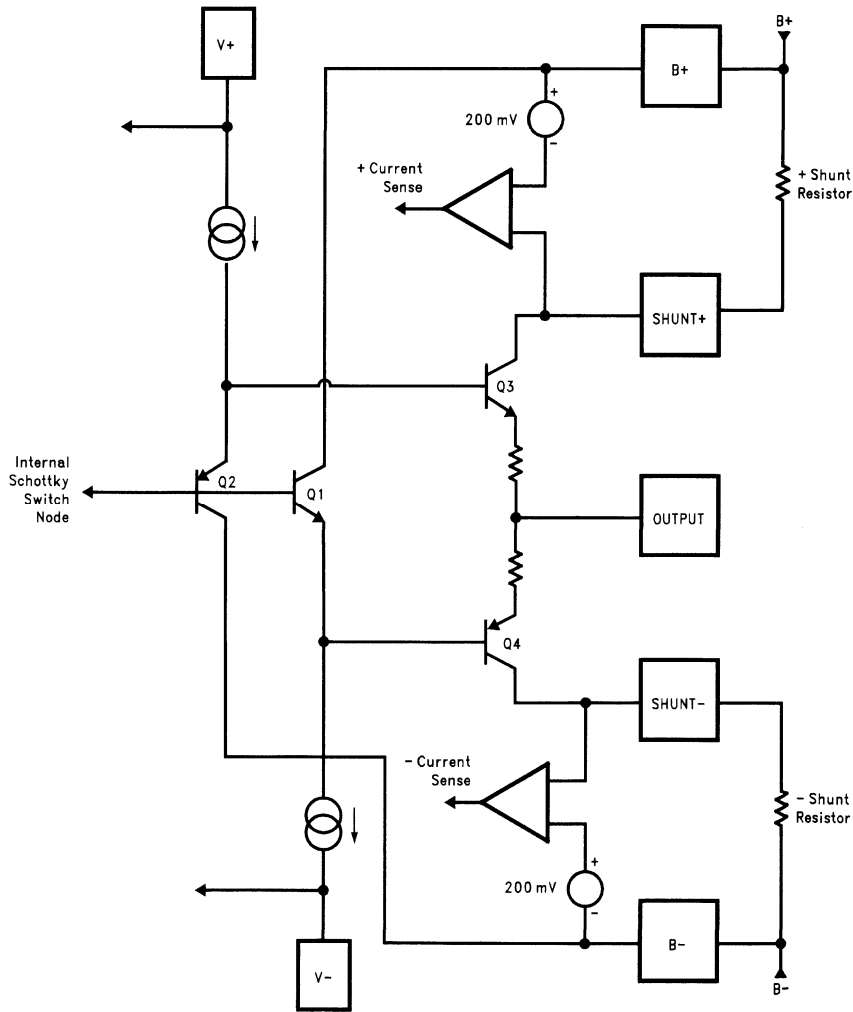 V+
B+
B+
+
200 mV
-
+ Current
Sense
+ Shunt
Resistor
SHUNT+
Q3
Internal
Schottky
Switch
Node
Q2
Q1
OUTPUT
Q4
SHUNT-
- Current
Sense
- Shunt
Resistor
+
200 mV
-
B-
V-
B-